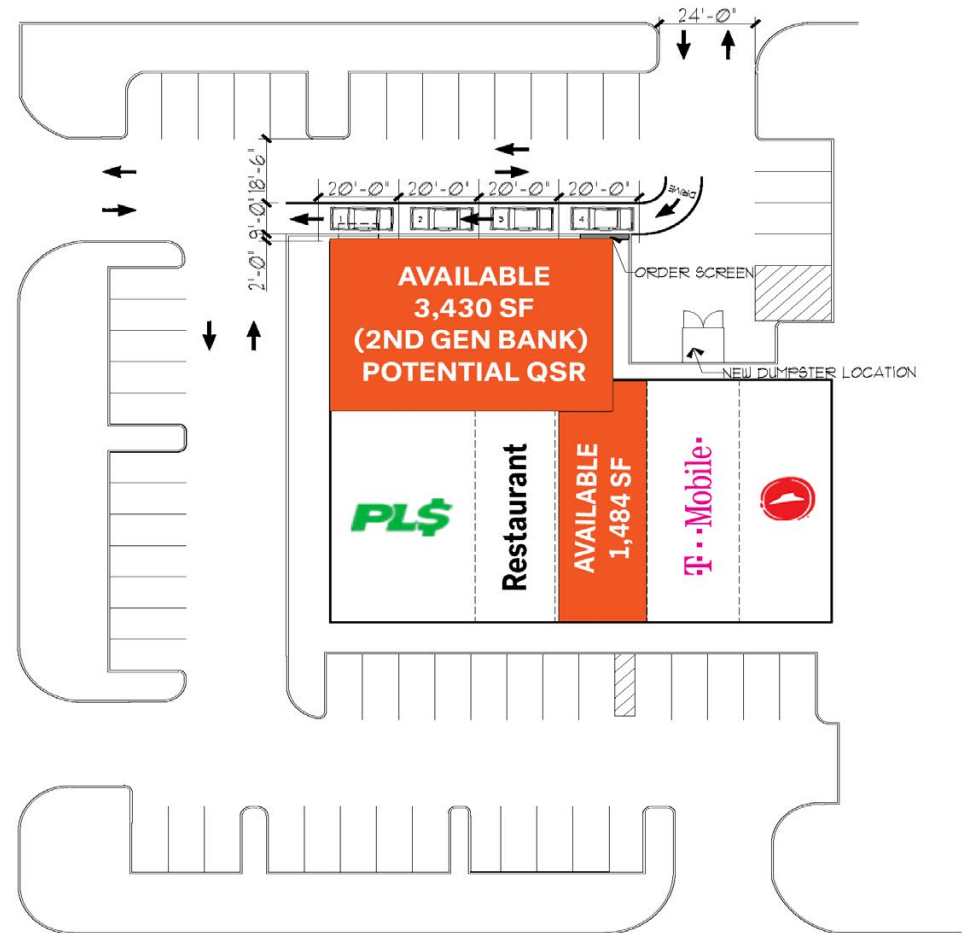 24'-0"
18'-6"
20'-0" 20'-0" 20'-0" 20'-0"
9'-0"
1 2 3 4
DRIVE
2'-0"
ORDER SCREEN
AVAILABLE
3,430 SF
(2ND GEN BANK)
POTENTIAL QSR
NEW DUMPSTER LOCATION
PL$
Restaurant
AVAILABLE
1,484 SF
T-Mobile